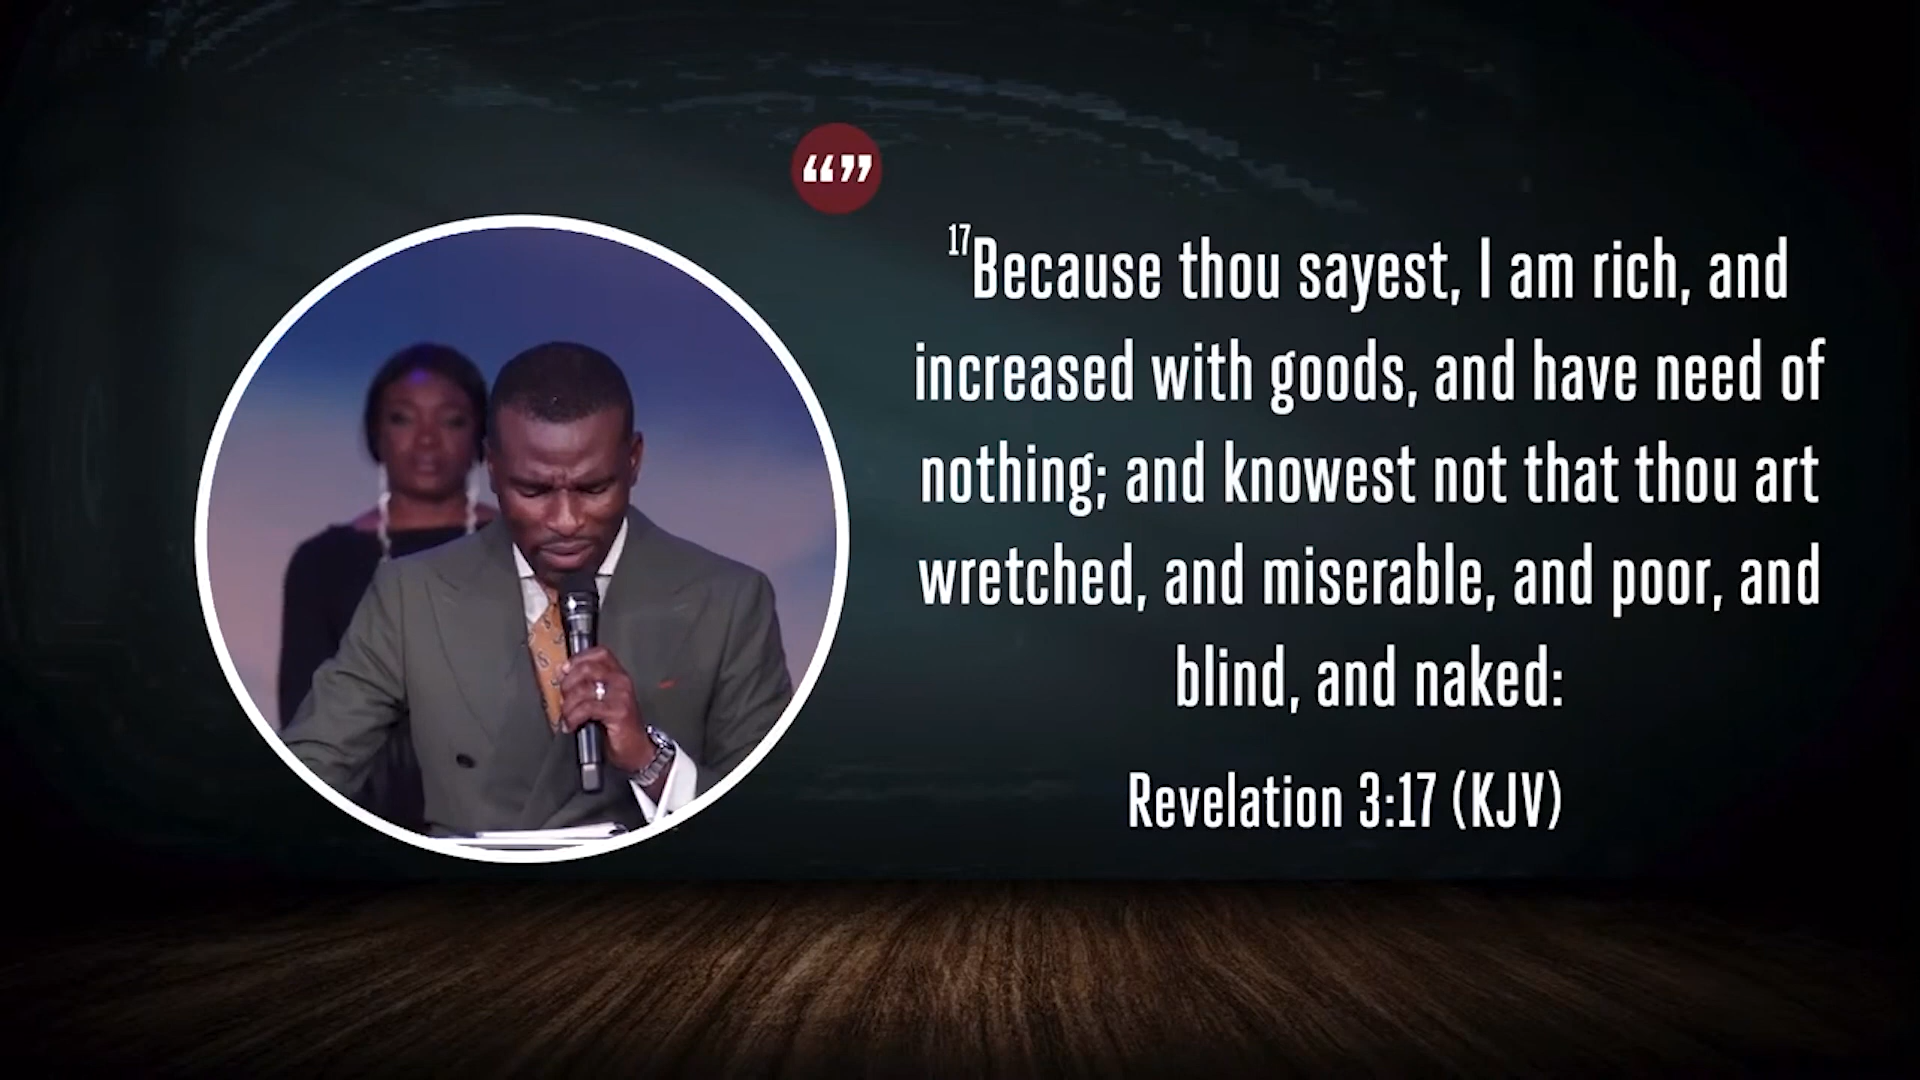 “”
17Because thou sayest, I am rich, and
increased with goods, and have need of
nothing; and knowest not that thou art
wretched, and miserable, and poor, and
blind, and naked:
Revelation 3:17 (KJV)